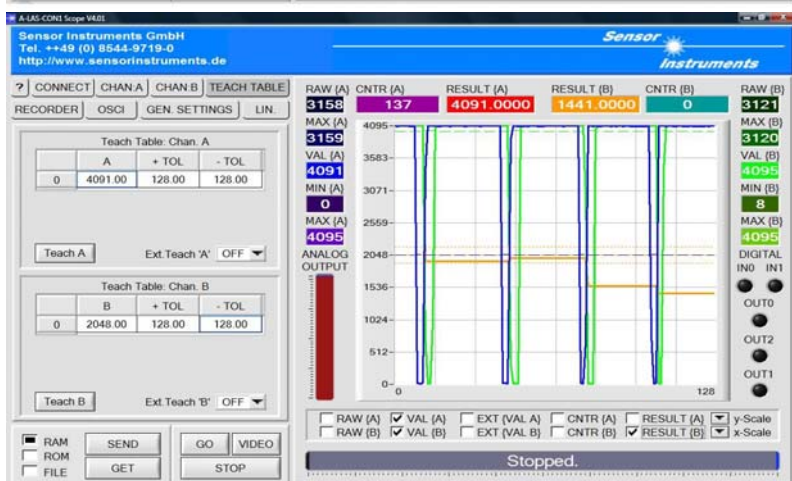 A-LAS-CON1 Scope V4.01
Sensor Instruments GmbH
Tel. ++49 (0) 8544-9719-0
http://www.sensorinstruments.de
Sensor
Instruments
? CONNECT CHAN:A CHAN:B TEACH TABLE
RECORDER OSCI GEN. SETTINGS LIN.
Teach Table: Chan. A
A + TOL - TOL
0 4091.00 128.00 128.00
Teach A Ext.Teach 'A' OFF
Teach Table: Chan. B
B + TOL - TOL
0 2048.00 128.00 128.00
Teach B Ext.Teach 'B' OFF
RAM
ROM
FILE
SEND GO VIDEO
GET STOP
RAW {A} CNTR {A} RESULT {A} RESULT {B} CNTR {B} RAW {B}
3158 137 4091.0000 1441.0000 0 3121
MAX {A}
3159
VAL {A}
4091
MIN {A}
0
MAX {A}
4095
ANALOG
OUTPUT
4095-
3583-
3071-
2559-
2048-
1536-
1024-
512-
0-
0 128
MAX {B}
3120
VAL {B}
4095
MIN {B}
8
MAX {B}
4095
DIGITAL
IN0 IN1
OUT0
OUT2
OUT1
RAW {A} VAL {A} EXT {VAL A} CNTR {A} RESULT {A} y-Scale
RAW {B} VAL {B} EXT {VAL B} CNTR {B} RESULT {B} x-Scale
Stopped.